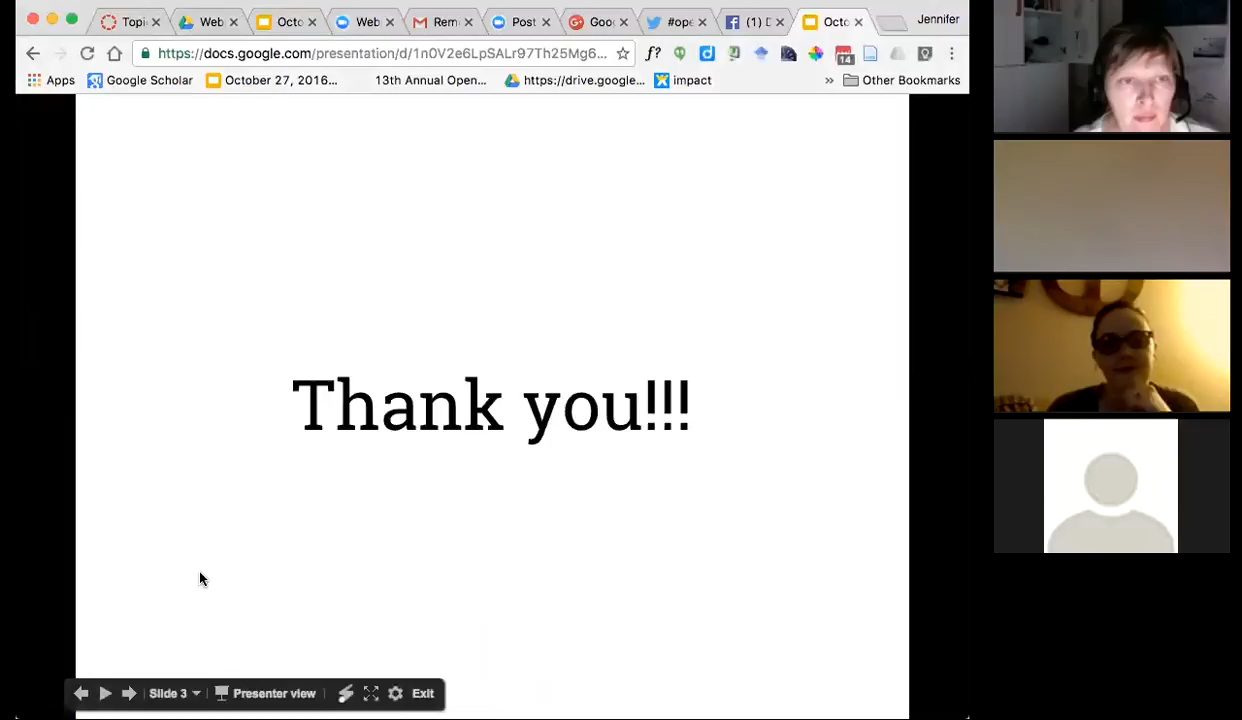 Topi
Web
Octo
Web
Rem
Post
Goo
#ope
(1) D
Octo
Jennifer
https://docs.google.com/presentation/d/1n0V2e6LpSALr97Th25Mg6...
f?
14
Apps
Google Scholar
October 27, 2016...
13th Annual Open...
https://drive.google...
impact
»
Other Bookmarks
Thank you!!!
Slide 3
Presenter view
Exit